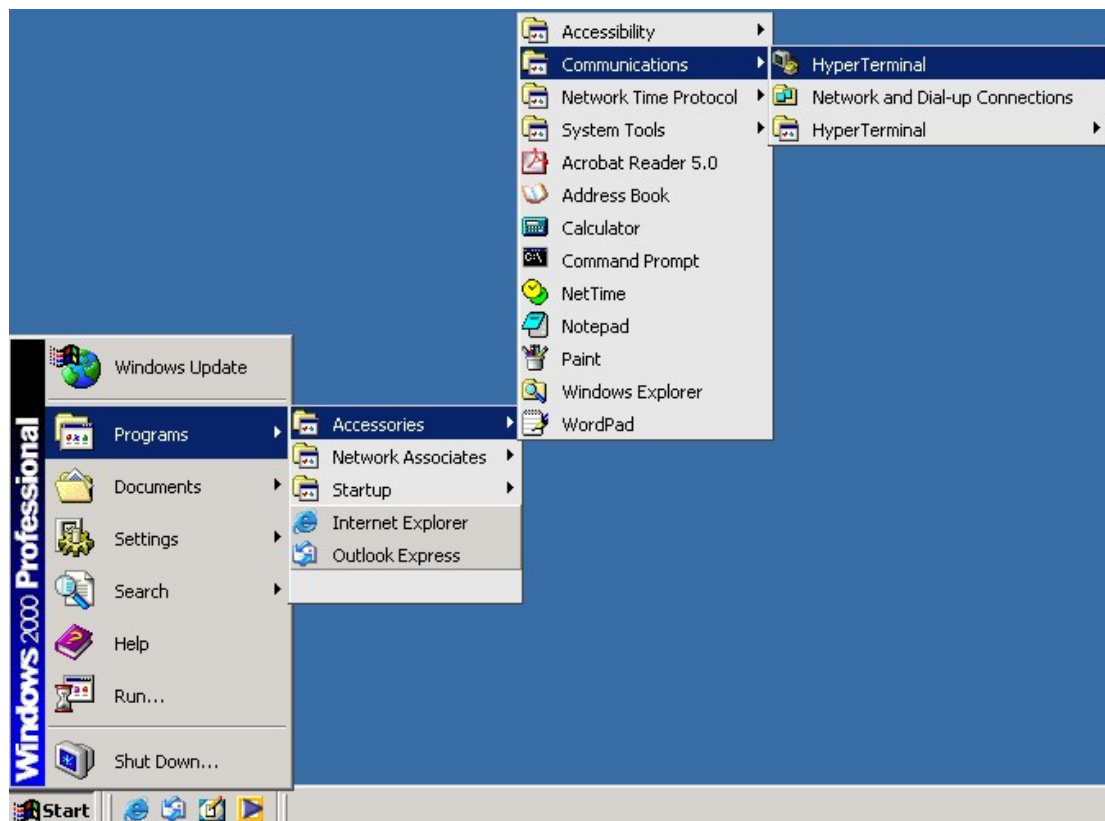 Accessibility
Communications
Network Time Protocol
System Tools
Acrobat Reader 5.0
Address Book
Calculator
Command Prompt
NetTime
Notepad
Paint
Windows Explorer
WordPad
HyperTerminal
Network and Dial-up Connections
HyperTerminal
Windows Update
Programs
Documents
Settings
Search
Help
Run...
Shut Down...
Accessories
Network Associates
Startup
Internet Explorer
Outlook Express
Windows 2000 Professional
Start